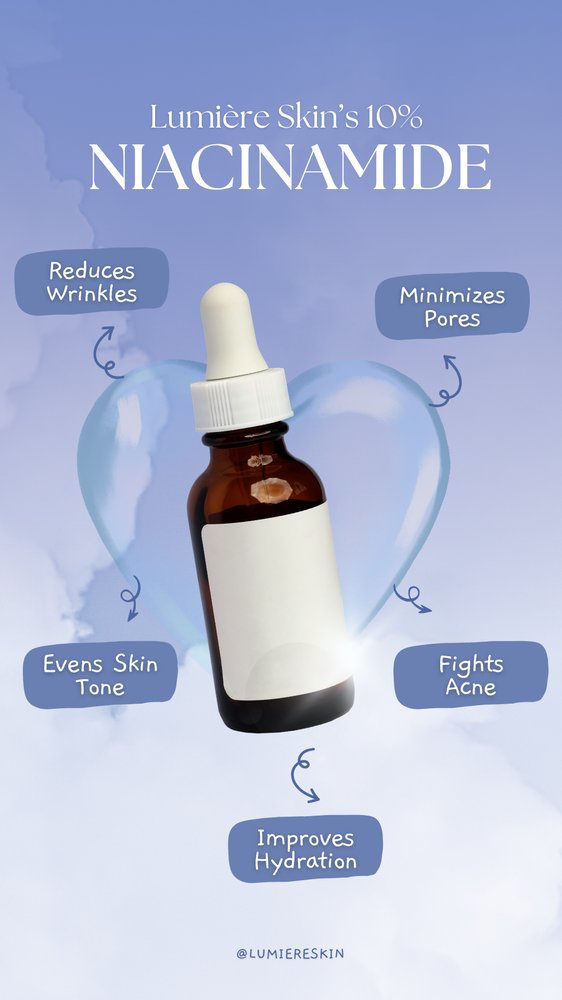 Lumière Skin's 10%
NIACINAMIDE
Reduces
Wrinkles
Minimizes
Pores
Evens Skin
Tone
Fights
Acne
Improves
Hydration
@LUMIERESKIN